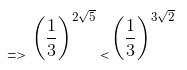 => (1/3)^{2√5} < (1/3)^{3√2}